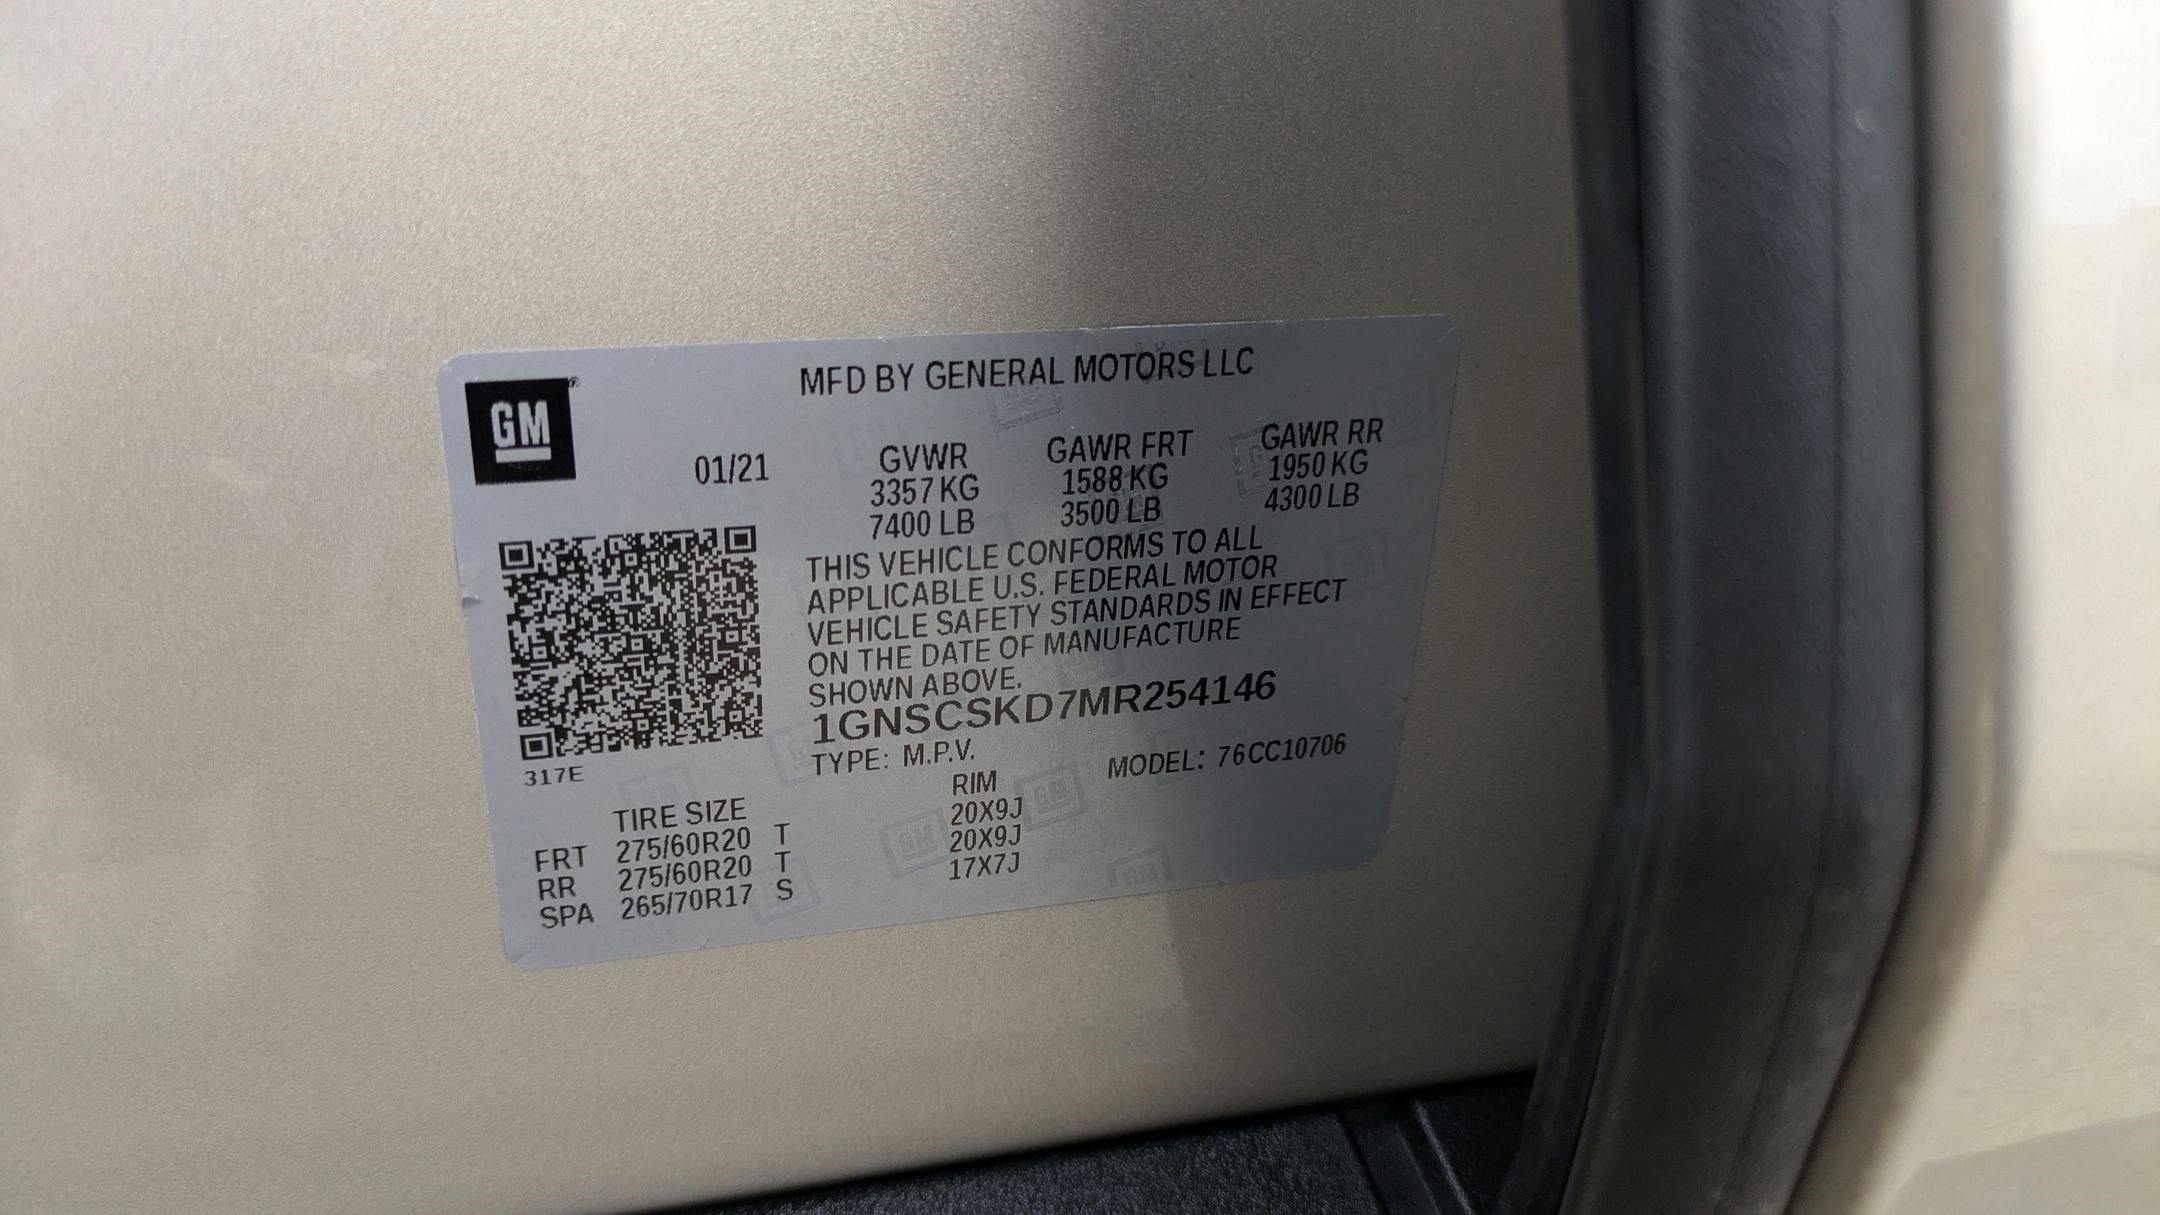 MFD BY GENERAL MOTORS LLC
GM
01/21
GVWR
3357 KG
7400 LB
GAWR FRT
1588 KG
3500 LB
GAWR RR
1950 KG
4300 LB
THIS VEHICLE CONFORMS TO ALL
APPLICABLE U.S. FEDERAL MOTOR
VEHICLE SAFETY STANDARDS IN EFFECT
ON THE DATE OF MANUFACTURE
SHOWN ABOVE.
1GNSCSKD7MR254146
TYPE: M.P.V.
MODEL: 76CC10706
317E
TIRE SIZE RIM
FRT 275/60R20 T 20X9J
RR 275/60R20 T 20X9J
SPA 265/70R17 S 17X7J